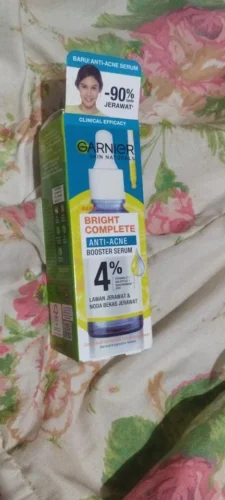 BARU! ANTI-ACNE SERUM
-90%
JERAWAT*
CLINICAL EFFICACY
GARNIER
SKIN NATURALS
BRIGHT
COMPLETE
ANTI-ACNE
BOOSTER SERUM
4%
LAWAN JERAWAT &
NODA BEKAS JERAWAT